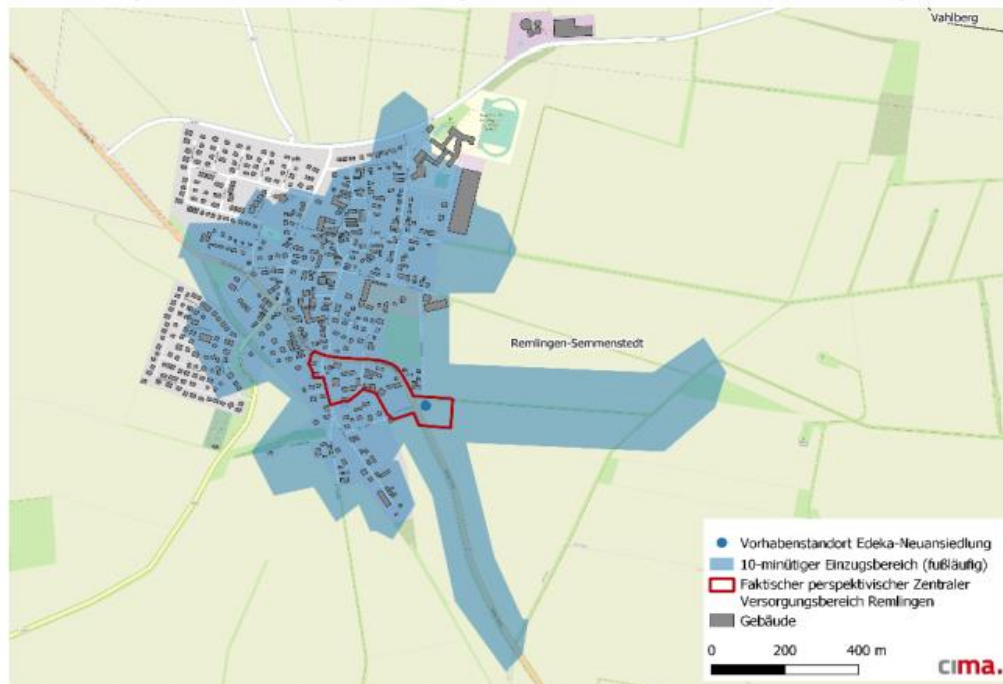 Vahlberg
Remlingen-Semmenstedt
Vorhabenstandort Edeka-Neuansiedlung
10-minütiger Einzugsbereich (fußläufig)
Faktischer perspektivischer Zentraler
Versorgungsbereich Remlingen
Gebäude
0 200 400 m
cima.